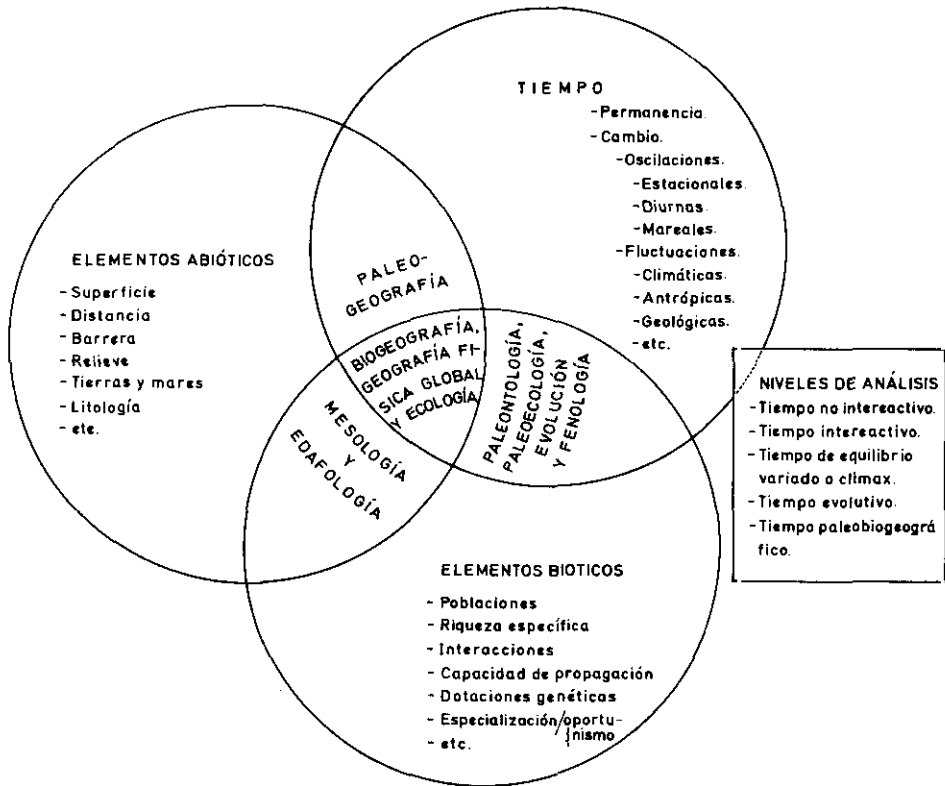 TIEMPO
-Permanencia.
-Cambio.
-Oscilaciones.
-Estacionales.
-Diurnas.
-Mareales.
-Fluctuaciones.
-Climáticas.
-Antrópicas.
-Geológicas.
-etc.
ELEMENTOS ABIÓTICOS
-Superficie
-Distancia
-Barrera
-Relieve
-Tierras y mares
-Litología
-etc.
PALEO-
GEOGRAFÍA
BIOGEOGRAFÍA,
GEOGRAFÍA FI-
SICA GLOBAL
Y ECOLOGÍA
PALEONTOLOGÍA,
PALEOECOLOGÍA,
EVOLUCIÓN
Y FENOLOGÍA
MESOLOGÍA
Y
EDAFOLOGÍA
NIVELES DE ANÁLISIS
-Tiempo no intereactivo.
-Tiempo intereactivo.
-Tiempo de equilibrio
variado o clímax.
-Tiempo evolutivo.
-Tiempo paleobiogeográ
fico.
ELEMENTOS BIOTICOS
- Poblaciones
- Riqueza específica
- Interacciones
- Capacidad de propagación
- Dotaciones genéticas
- Especialización/oportu-
nismo
- etc.